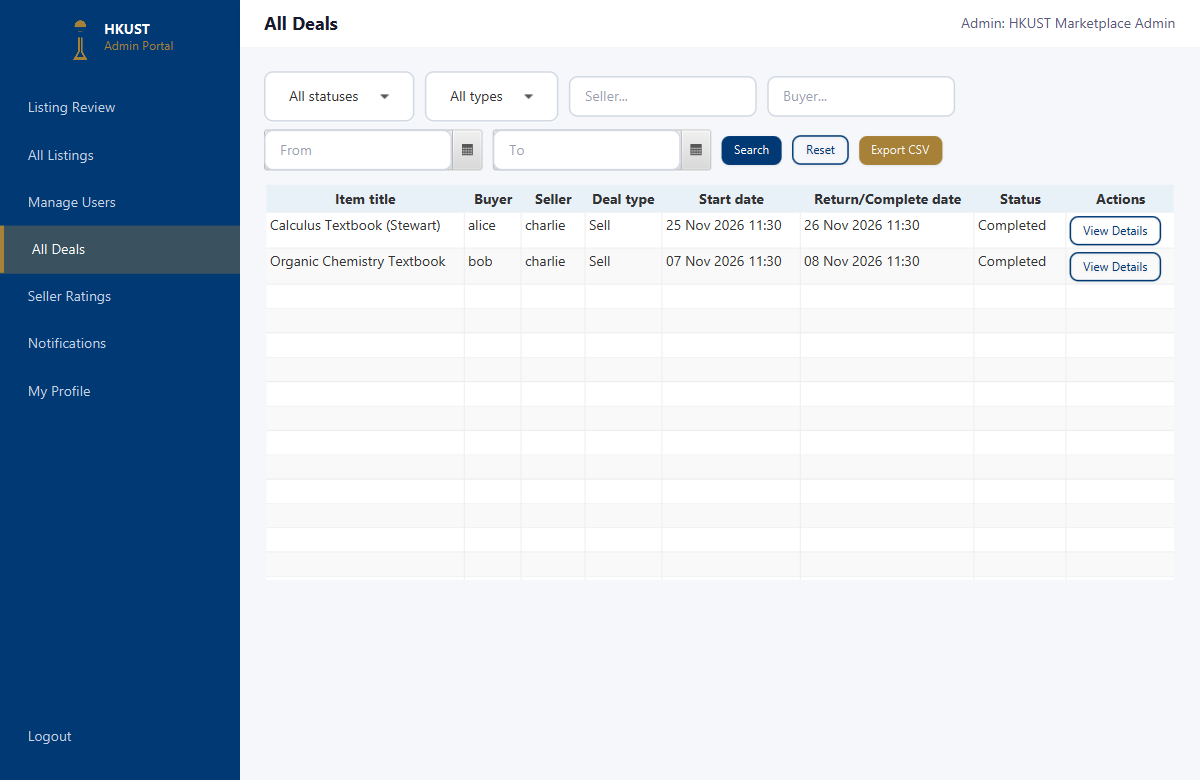 HKUST
Admin Portal
Listing Review
All Listings
Manage Users
All Deals
Seller Ratings
Notifications
My Profile
Logout
All Deals
Admin: HKUST Marketplace Admin
All statuses
All types
Seller...
Buyer...
From
To
Search
Reset
Export CSV
Item title Buyer Seller Deal type Start date Return/Complete date Status Actions
Calculus Textbook (Stewart) alice charlie Sell 25 Nov 2026 11:30 26 Nov 2026 11:30 Completed View Details
Organic Chemistry Textbook bob charlie Sell 07 Nov 2026 11:30 08 Nov 2026 11:30 Completed View Details